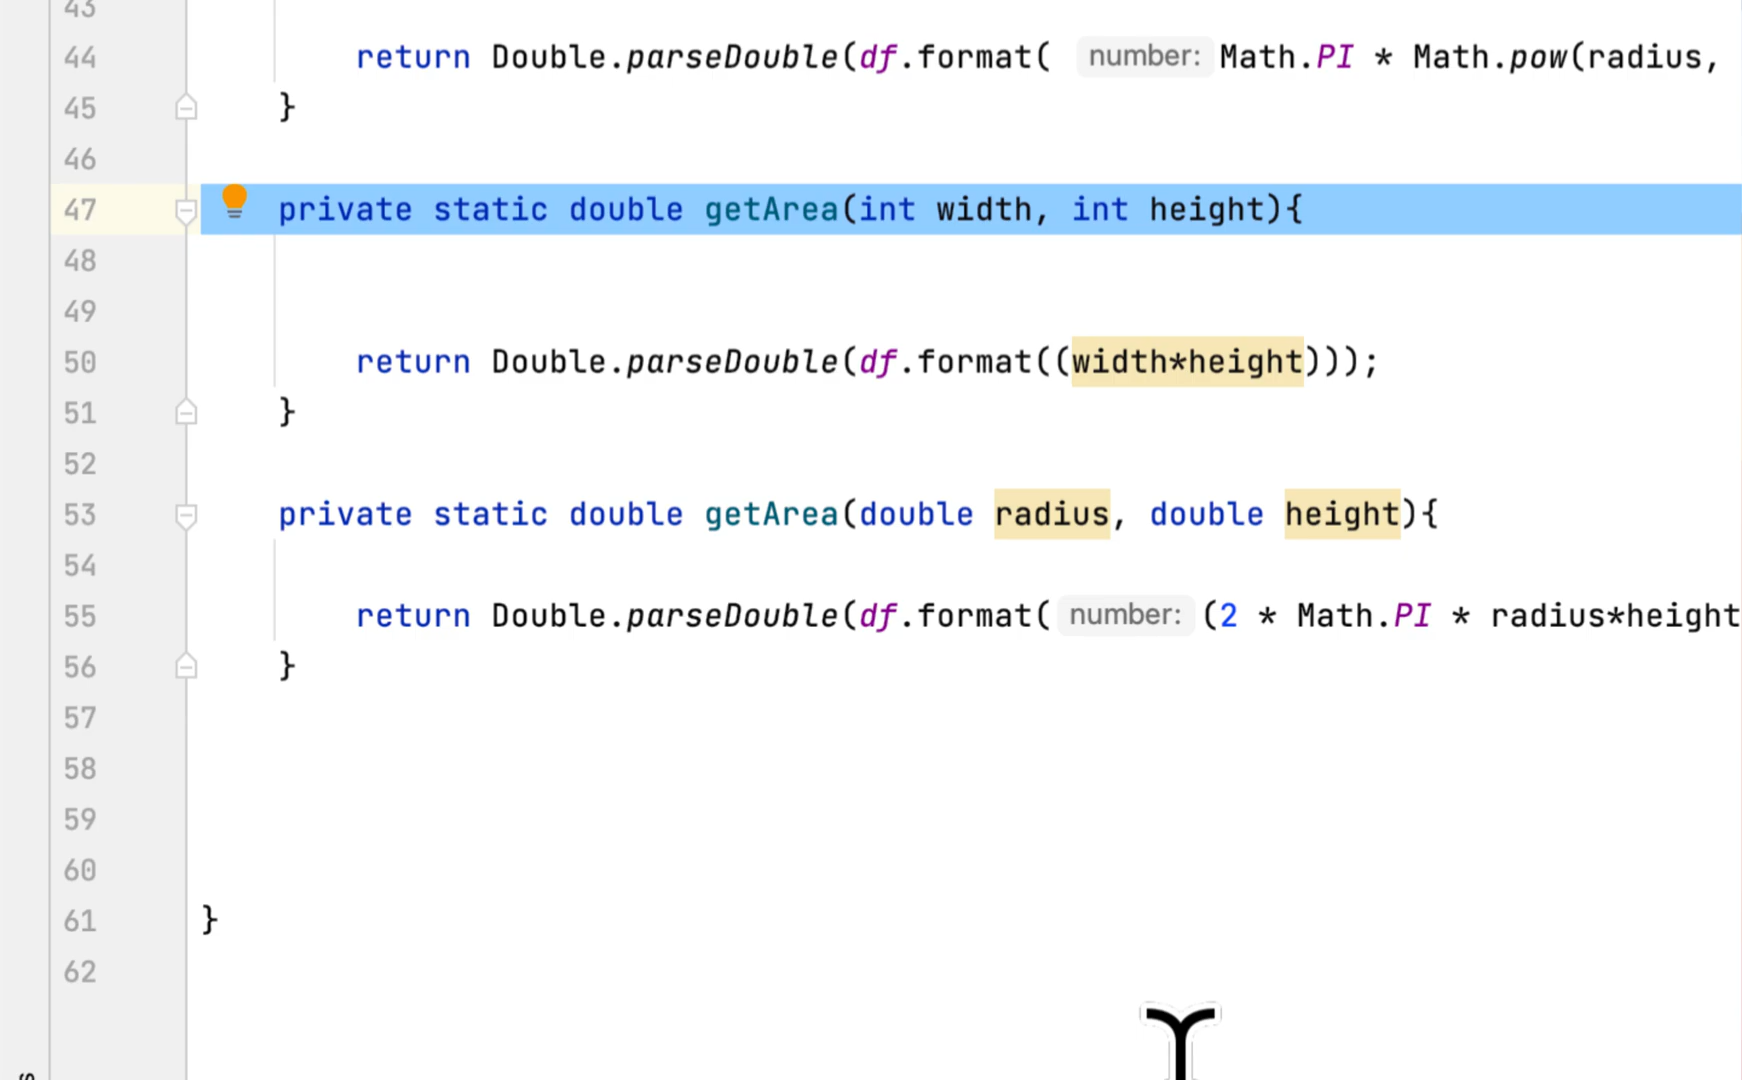 43
44 return Double.parseDouble(df.format( number: Math.PI * Math.pow(radius,
45 }
46
47 private static double getArea(int width, int height){
48
49
50 return Double.parseDouble(df.format((width*height)));
51 }
52
53 private static double getArea(double radius, double height){
54
55 return Double.parseDouble(df.format( number: (2 * Math.PI * radius*height
56 }
57
58
59
60
61 }
62
s